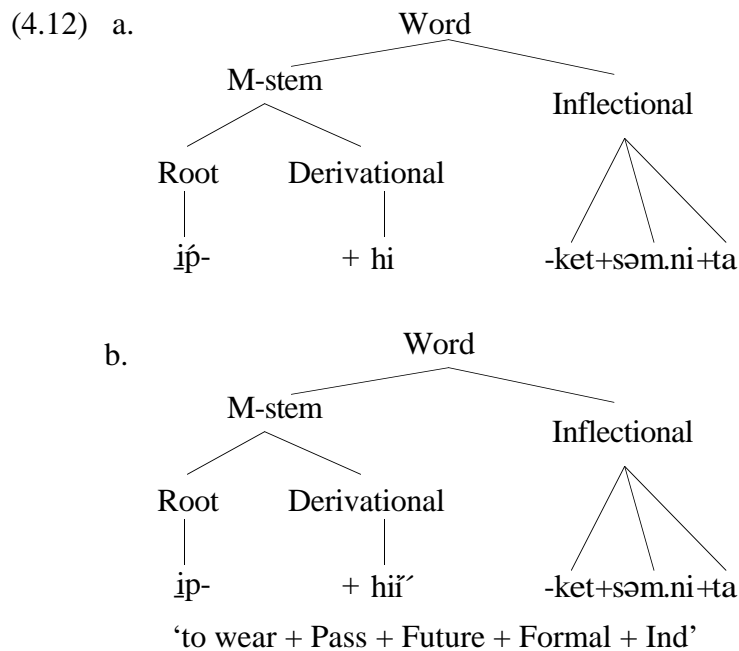 (4.12) a. Word
M-stem
Inflectional
Root Derivational
i̲ṕ- + hi -ket+səm.ni+ta
b. Word
M-stem
Inflectional
Root Derivational
i̲p- + hií´ -ket+səm.ni+ta
‘to wear + Pass + Future + Formal + Ind’